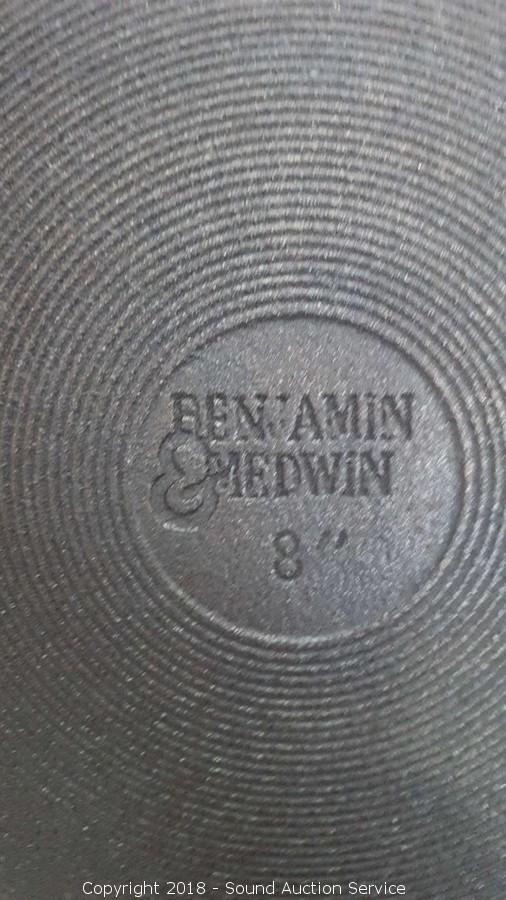 BENJAMIN
& MEDWIN
8"
Copyright 2018 - Sound Auction Service